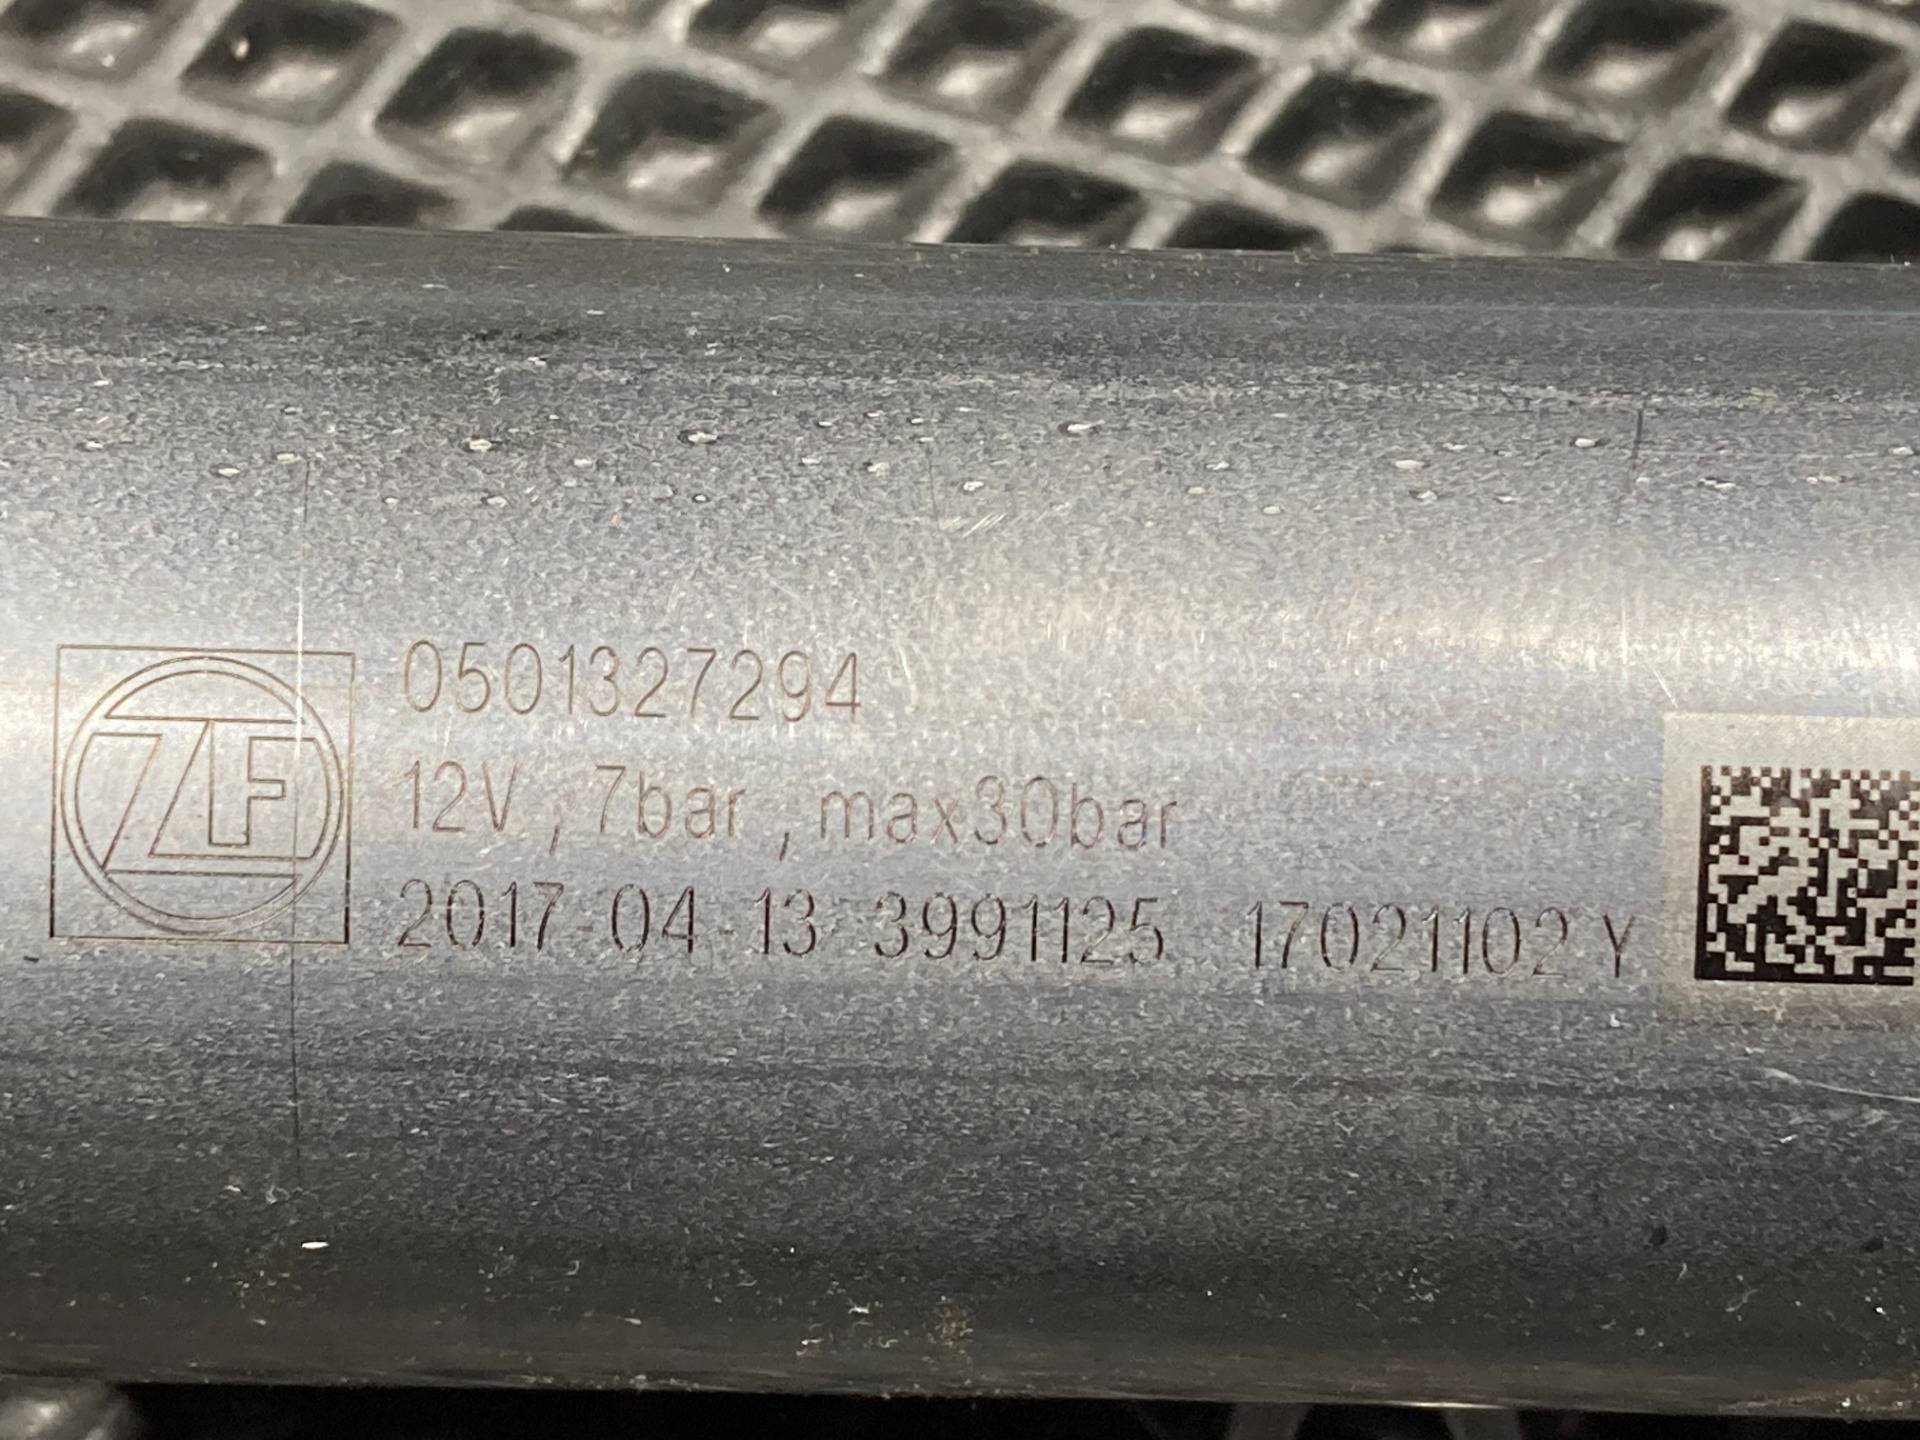 ZF
0501327294
12V , 7bar , max30bar
2017-04-13 3991125 17021102 Y